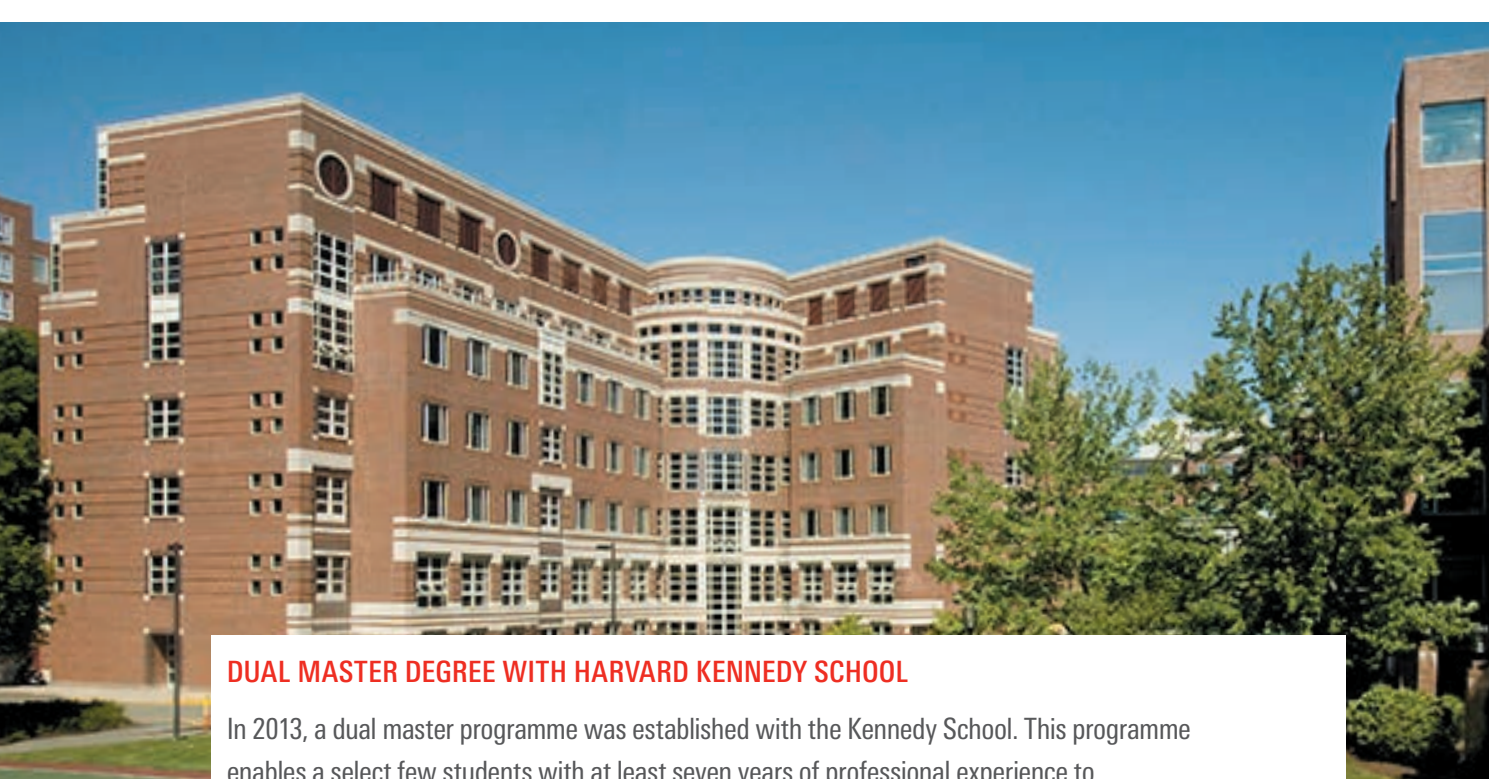 DUAL MASTER DEGREE WITH HARVARD KENNEDY SCHOOL
In 2013, a dual master programme was established with the Kennedy School. This programme
enables a select few students with at least seven years of professional experience to